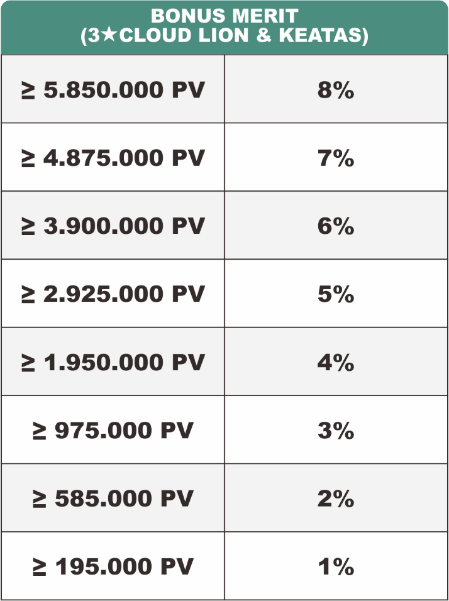 BONUS MERIT
(3★CLOUD LION & KEATAS)
≥ 5.850.000 PV 8%
≥ 4.875.000 PV 7%
≥ 3.900.000 PV 6%
≥ 2.925.000 PV 5%
≥ 1.950.000 PV 4%
≥ 975.000 PV 3%
≥ 585.000 PV 2%
≥ 195.000 PV 1%